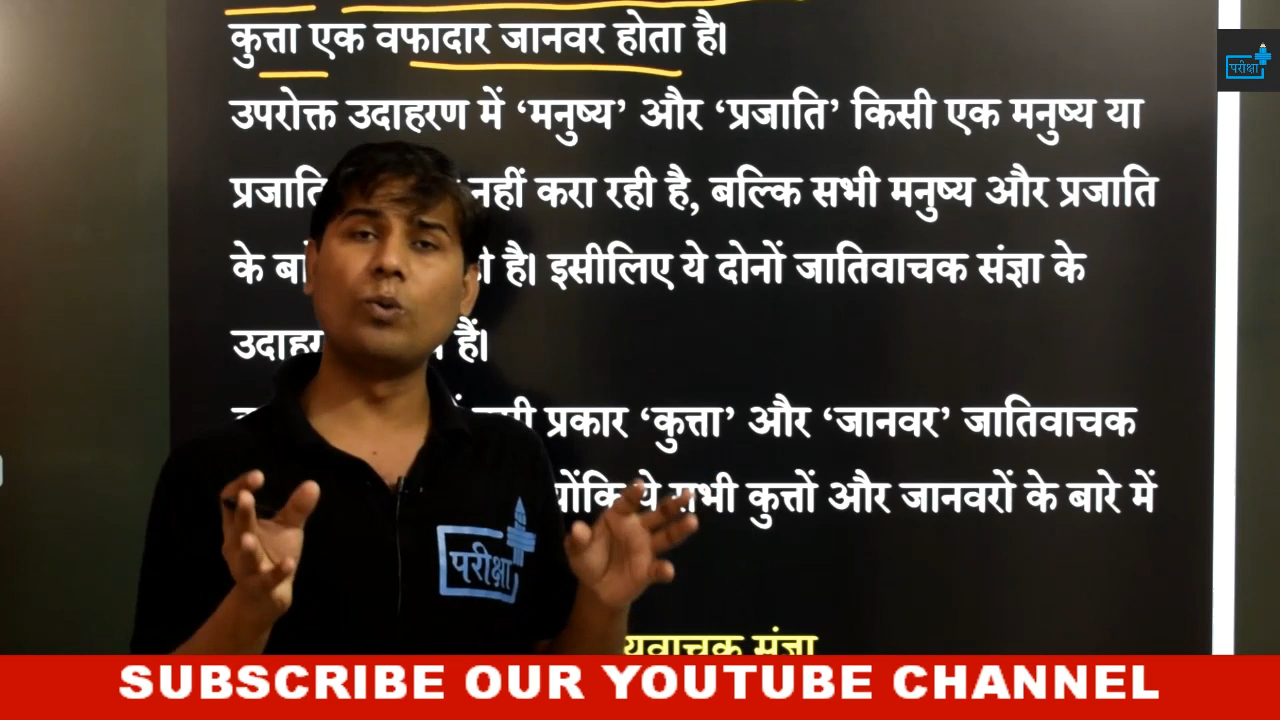 कुत्ता एक वफादार जानवर होता है।
परीक्षा
उपरोक्त उदाहरण में ‘मनुष्य’ और ‘प्रजाति’ किसी एक मनुष्य या
प्रजाति नहीं करा रही है, बल्कि सभी मनुष्य और प्रजाति
के है। इसीलिए ये दोनों जातिवाचक संज्ञा के
हैं।
प्रकार ‘कुत्ता’ और ‘जानवर’ जातिवाचक
ये सभी कुत्तों और जानवरों के बारे में
परीक्षा
संज्ञा
SUBSCRIBE OUR YOUTUBE CHANNEL